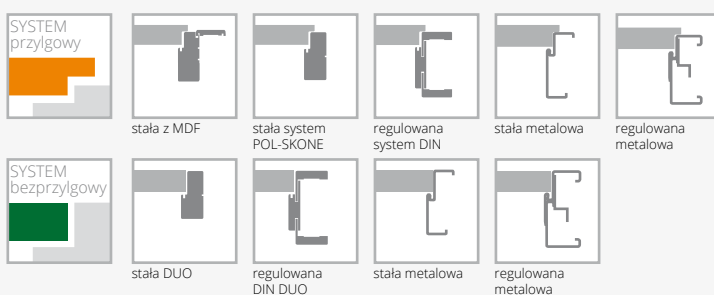 SYSTEM
przylgowy
stała z MDF
stała system
POL-SKONE
regulowana
system DIN
stała metalowa
regulowana
metalowa
SYSTEM
bezprzylgowy
stała DUO
regulowana
DIN DUO
stała metalowa
regulowana
metalowa